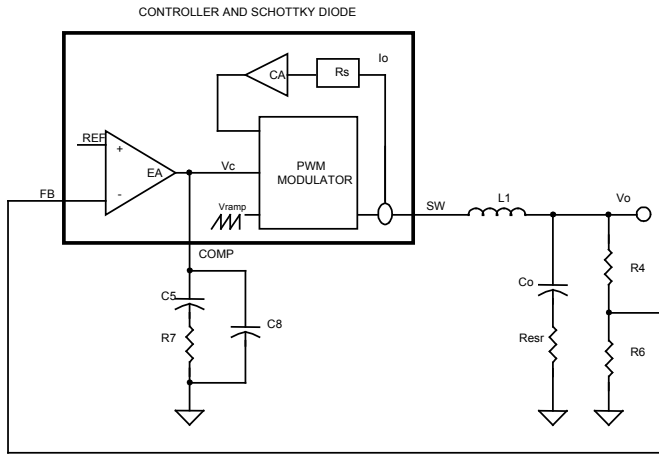 CONTROLLER AND SCHOTTKY DIODE
Io
CA
Rs
REF
+
EA
Vc
PWM
MODULATOR
FB
-
Vramp
SW
L1
Vo
COMP
C5
R7
C8
Co
Resr
R4
R6